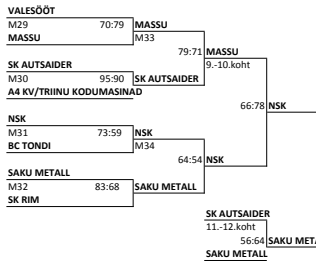 VALESÖÖT
M29 70:79 MASSU
MASSU M33
79:71 MASSU
SK AUTSAIDER 9.-10.koht
M30 95:90 SK AUTSAIDER
A4 KV/TRIINU KODUMASINAD
66:78 NSK
NSK
M31 73:59 NSK
BC TONDI M34
64:54 NSK
SAKU METALL
M32 83:68 SAKU METALL
SK RIM
SK AUTSAIDER
11.-12.koht
56:64 SAKU META
SAKU METALL